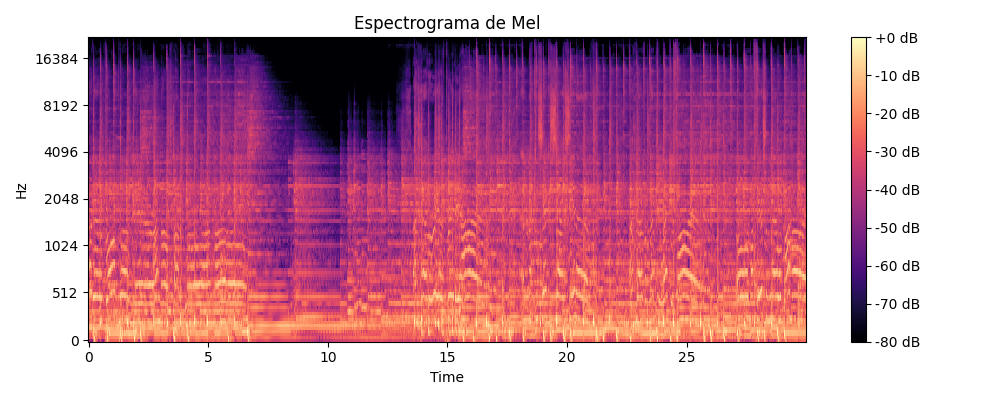 Espectrograma de Mel
Hz
16384
8192
4096
2048
1024
512
0
0 5 10 15 20 25
Time
+0 dB
-10 dB
-20 dB
-30 dB
-40 dB
-50 dB
-60 dB
-70 dB
-80 dB